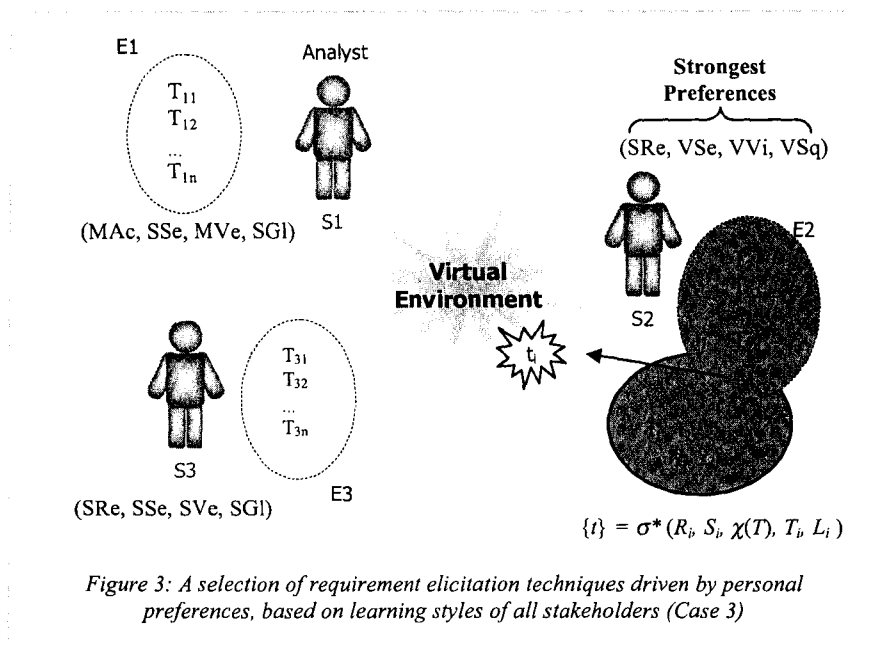 E1
Analyst
T11
T12
...
T1n
(MAc, SSe, MVe, SGl)
S1
Strongest
Preferences
(SRe, VSe, VVi, VSq)
E2
S2
Virtual
Environment
ti
T31
T32
...
T3n
S3
E3
(SRe, SSe, SVe, SGl)
{t} = σ* (Ri, Si, χ(T), Ti, Li )
Figure 3: A selection of requirement elicitation techniques driven by personal
preferences, based on learning styles of all stakeholders (Case 3)